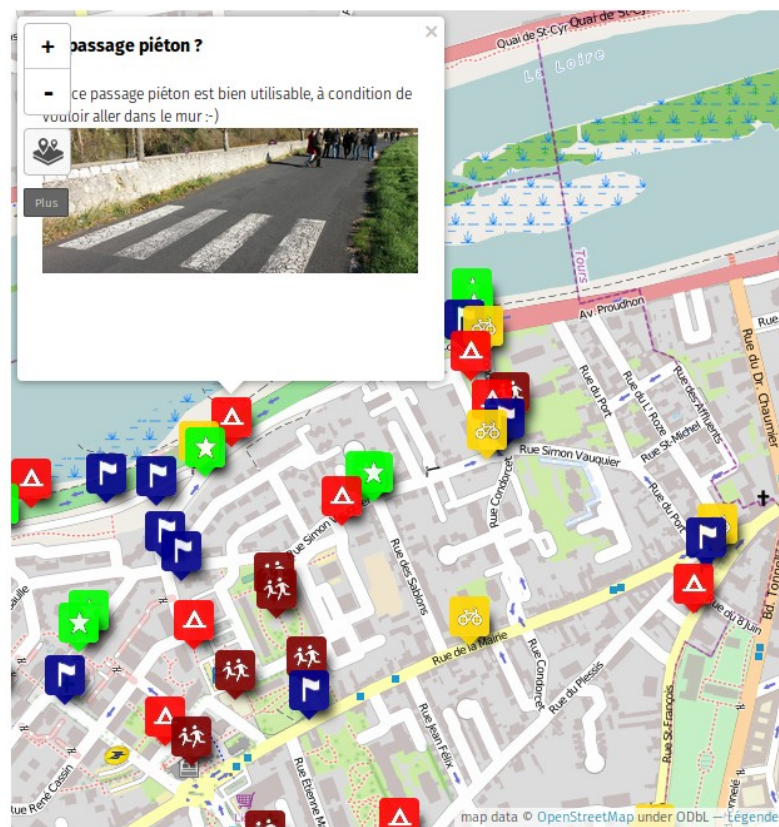 passage piéton ?
×
+
-
ce passage piéton est bien utilisable, à condition de
vouloir aller dans le mur :-)
Plus
Quai de St-Cyr
Quai de St-Cyr
La Loire
Tours
Av. Proudhon
Rue du Dr. Chaumier
Rue
Rue du Port
Rue du L' Roze
Rue des Affluents
Rue St-Michel
Rue Simon Vauquier
Rue Condorcet
Rue du Port
Rue Simon
Rue des Sablons
Rue du 8 Juin
Bd. Tonnellé
Rue de la Mairie
Rue Condorcet
Rue du Plessis
Rue St-François
Rue Jean Félix
Rue René Cassin
Rue Etienne
map data © OpenStreetMap under ODbL — Légende